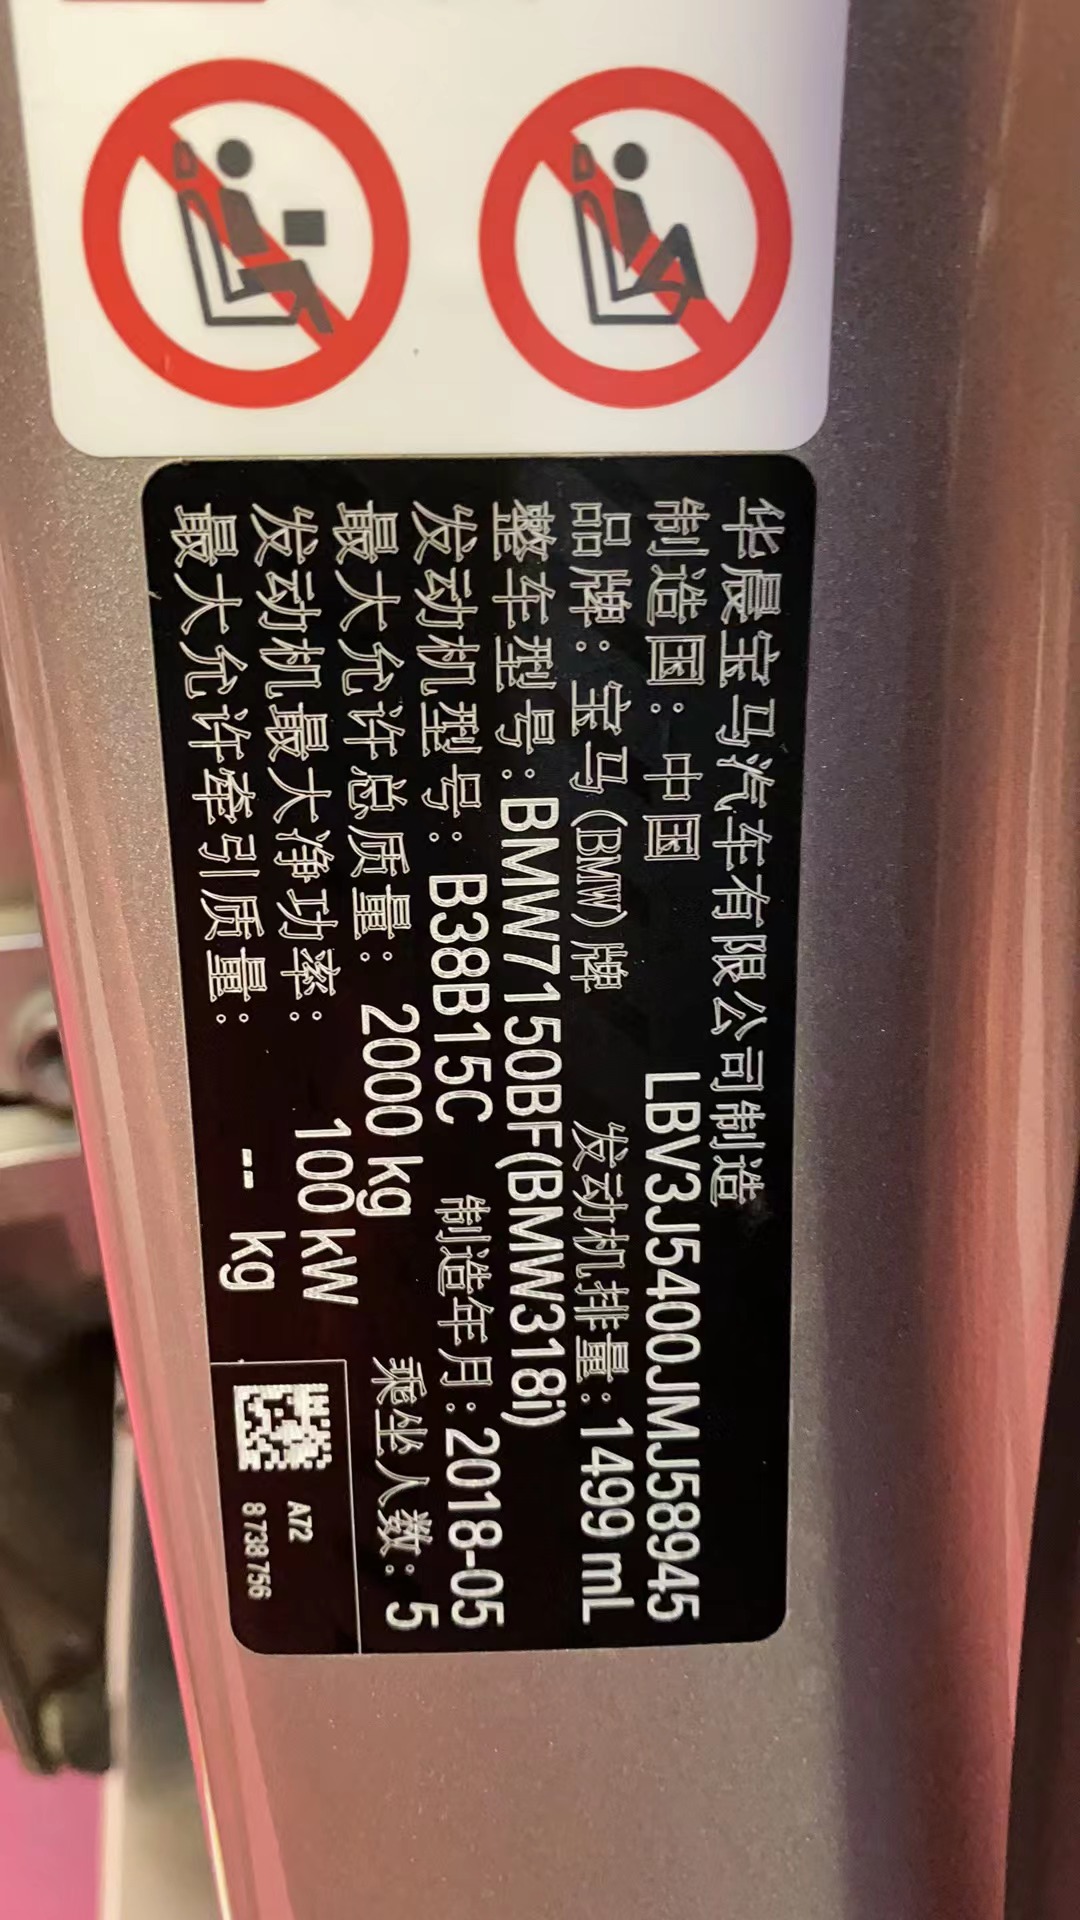 华晨宝马汽车有限公司制造
制造国：中国 LBV3J5400JMJ58945
品牌：宝马(BMW)牌 发动机排量：1499 mL
整车型号：BMW7150BF(BMW318i)
发动机型号：B38B15C 制造年月：2018-05
最大允许总质量：2000 kg 乘坐人数：5
发动机最大净功率：100 kW
最大允许牵引质量：-- kg
A72
8 738 756